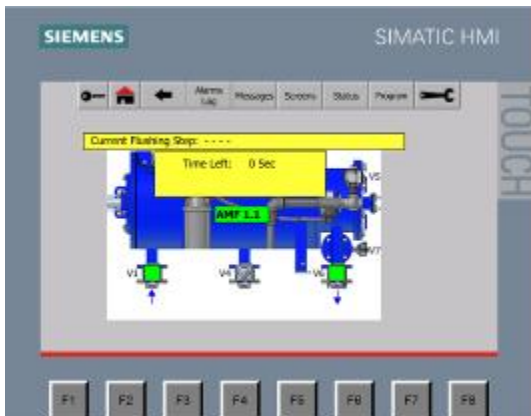 SIEMENS
SIMATIC HMI
TOUCH
Alarms Log
Messages
Screens
Status
Program
Current Flushing Step: ----
Time Left: 0 Sec
V5
AMF 1.1
V7
V1
V4
V6
F1
F2
F3
F4
F5
F6
F7
F8